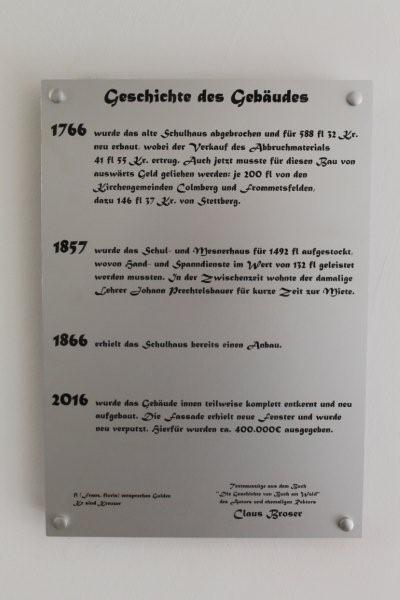 Geschichte des Gebäudes
1766 wurde das alte Schulhaus abgebrochen und für 588 fl 32 Kr.
neu erbaut, wobei der Verkauf des Abbruchmaterials
41 fl 55 Kr. ertrug. Auch jetzt musste für diesen Bau von
auswärts Geld geliehen werden: je 200 fl von den
Kirchengemeinden Colmberg und Frommetsfelden,
dazu 146 fl 37 Kr. von Stettberg.
1857 wurde das Schul- und Mesnerhaus für 1492 fl aufgestockt,
wovon Hand- und Spanndienste im Wert von 132 fl geleistet
werden mussten. In der Zwischenzeit wohnte der damalige
Lehrer Johann Prechtelsbauer für kurze Zeit zur Miete.
1866 erhielt das Schulhaus bereits einen Anbau.
2016 wurde das Gebäude innen teilweise komplett entkernt und neu
aufgebaut. Die Fassade erhielt neue Fenster und wurde
neu verputzt. Hierfür wurden ca. 400.000€ ausgegeben.
fl (franz. florin) entsprechen Gulden
Kr sind Kreuzer
Textauszüge aus dem Buch
"Die Geschichte von Buch am Wald"
des Autors und ehemaligen Rektors
Claus Broser